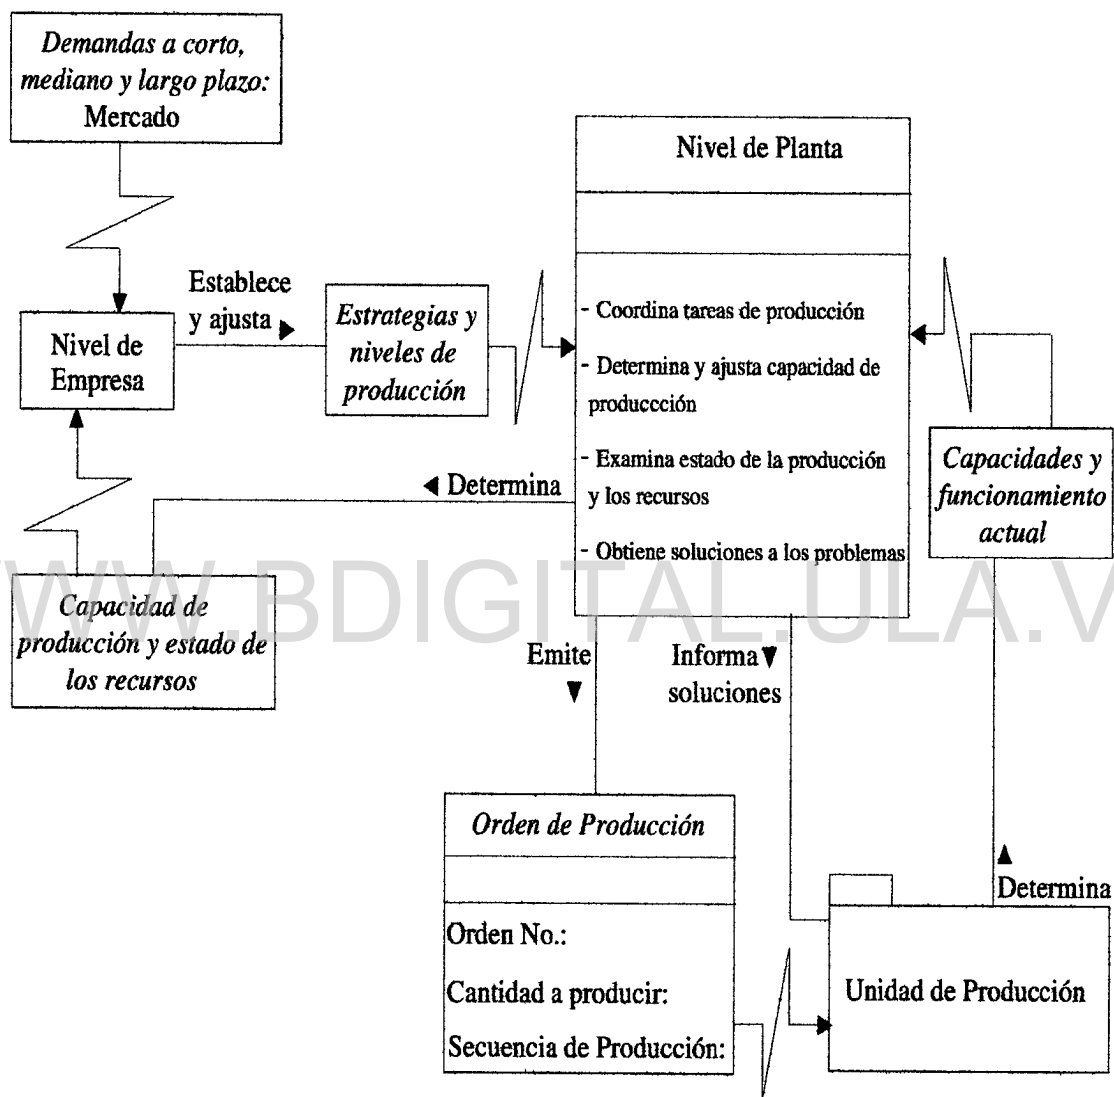 Demandas a corto,
mediano y largo plazo:
Mercado
Nivel de Planta
Establece
y ajusta
Nivel de
Empresa
Estrategias y
niveles de
producción
- Coordina tareas de producción
- Determina y ajusta capacidad de
produccción
- Examina estado de la producción
y los recursos
- Obtiene soluciones a los problemas
Capacidades y
funcionamiento
actual
Determina
Capacidad de
producción y estado de
los recursos
WWW.BDIGITAL.ULA.V
Emite
Informa
soluciones
Orden de Producción
Orden No.:
Cantidad a producir:
Secuencia de Producción:
Determina
Unidad de Producción